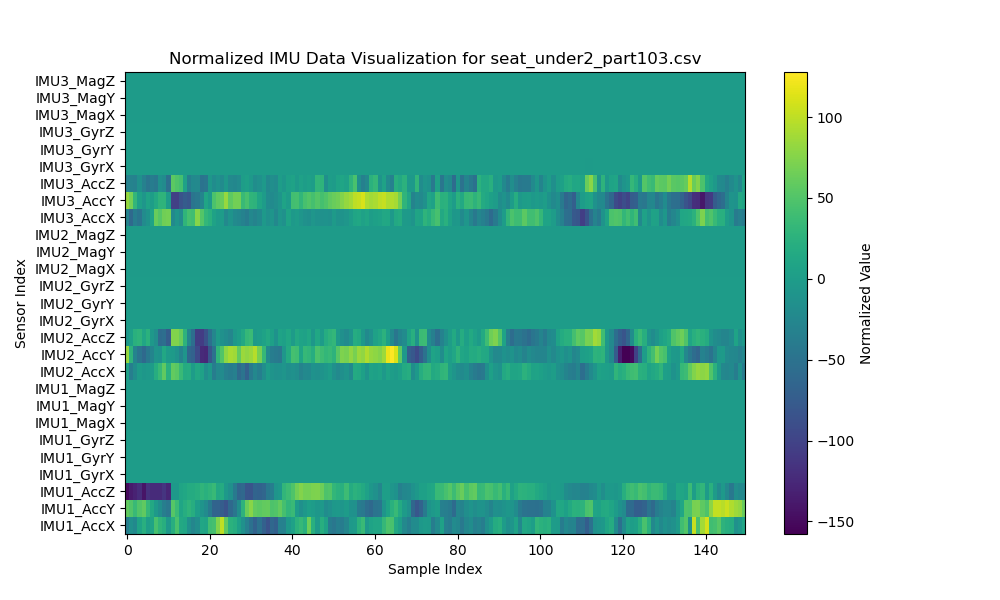 Normalized IMU Data Visualization for seat_under2_part103.csv
IMU3_MagZ
IMU3_MagY
IMU3_MagX
IMU3_GyrZ
IMU3_GyrY
IMU3_GyrX
IMU3_AccZ
IMU3_AccY
IMU3_AccX
IMU2_MagZ
IMU2_MagY
IMU2_MagX
IMU2_GyrZ
IMU2_GyrY
IMU2_GyrX
IMU2_AccZ
IMU2_AccY
IMU2_AccX
IMU1_MagZ
IMU1_MagY
IMU1_MagX
IMU1_GyrZ
IMU1_GyrY
IMU1_GyrX
IMU1_AccZ
IMU1_AccY
IMU1_AccX
Sensor Index
0 20 40 60 80 100 120 140
Sample Index
100
50
0
−50
−100
−150
Normalized Value